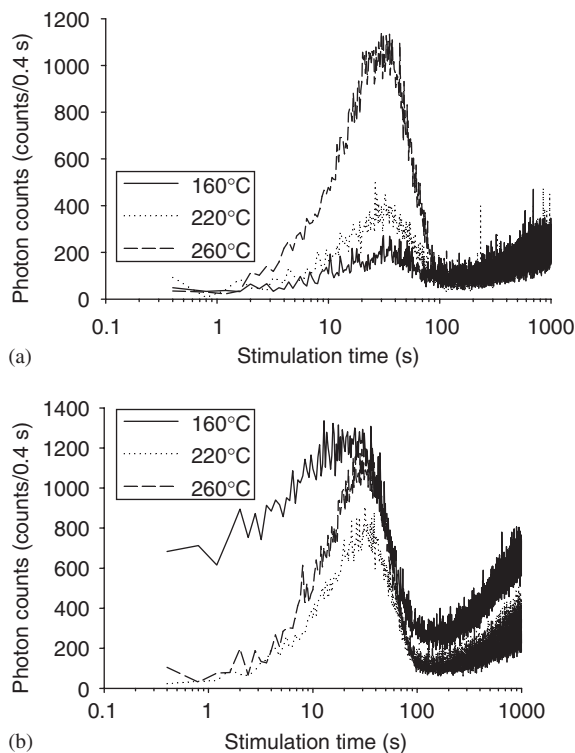 1200
1000
800
600
400
200
0
Photon counts (counts/0.4 s)
160°C
220°C
260°C
0.1 1 10 100 1000
(a) Stimulation time (s)
1400
1200
1000
800
600
400
200
0
Photon counts (counts/0.4 s)
160°C
220°C
260°C
0.1 1 10 100 1000
(b) Stimulation time (s)